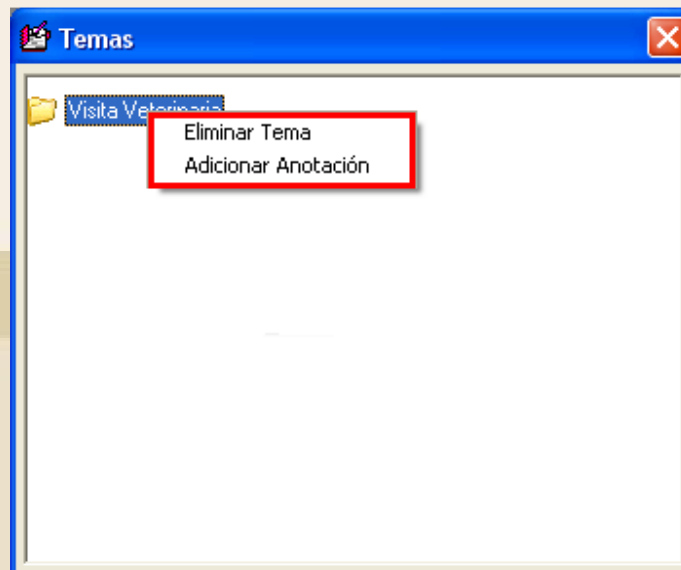 Temas
Visita Veterinaria
Eliminar Tema
Adicionar Anotación